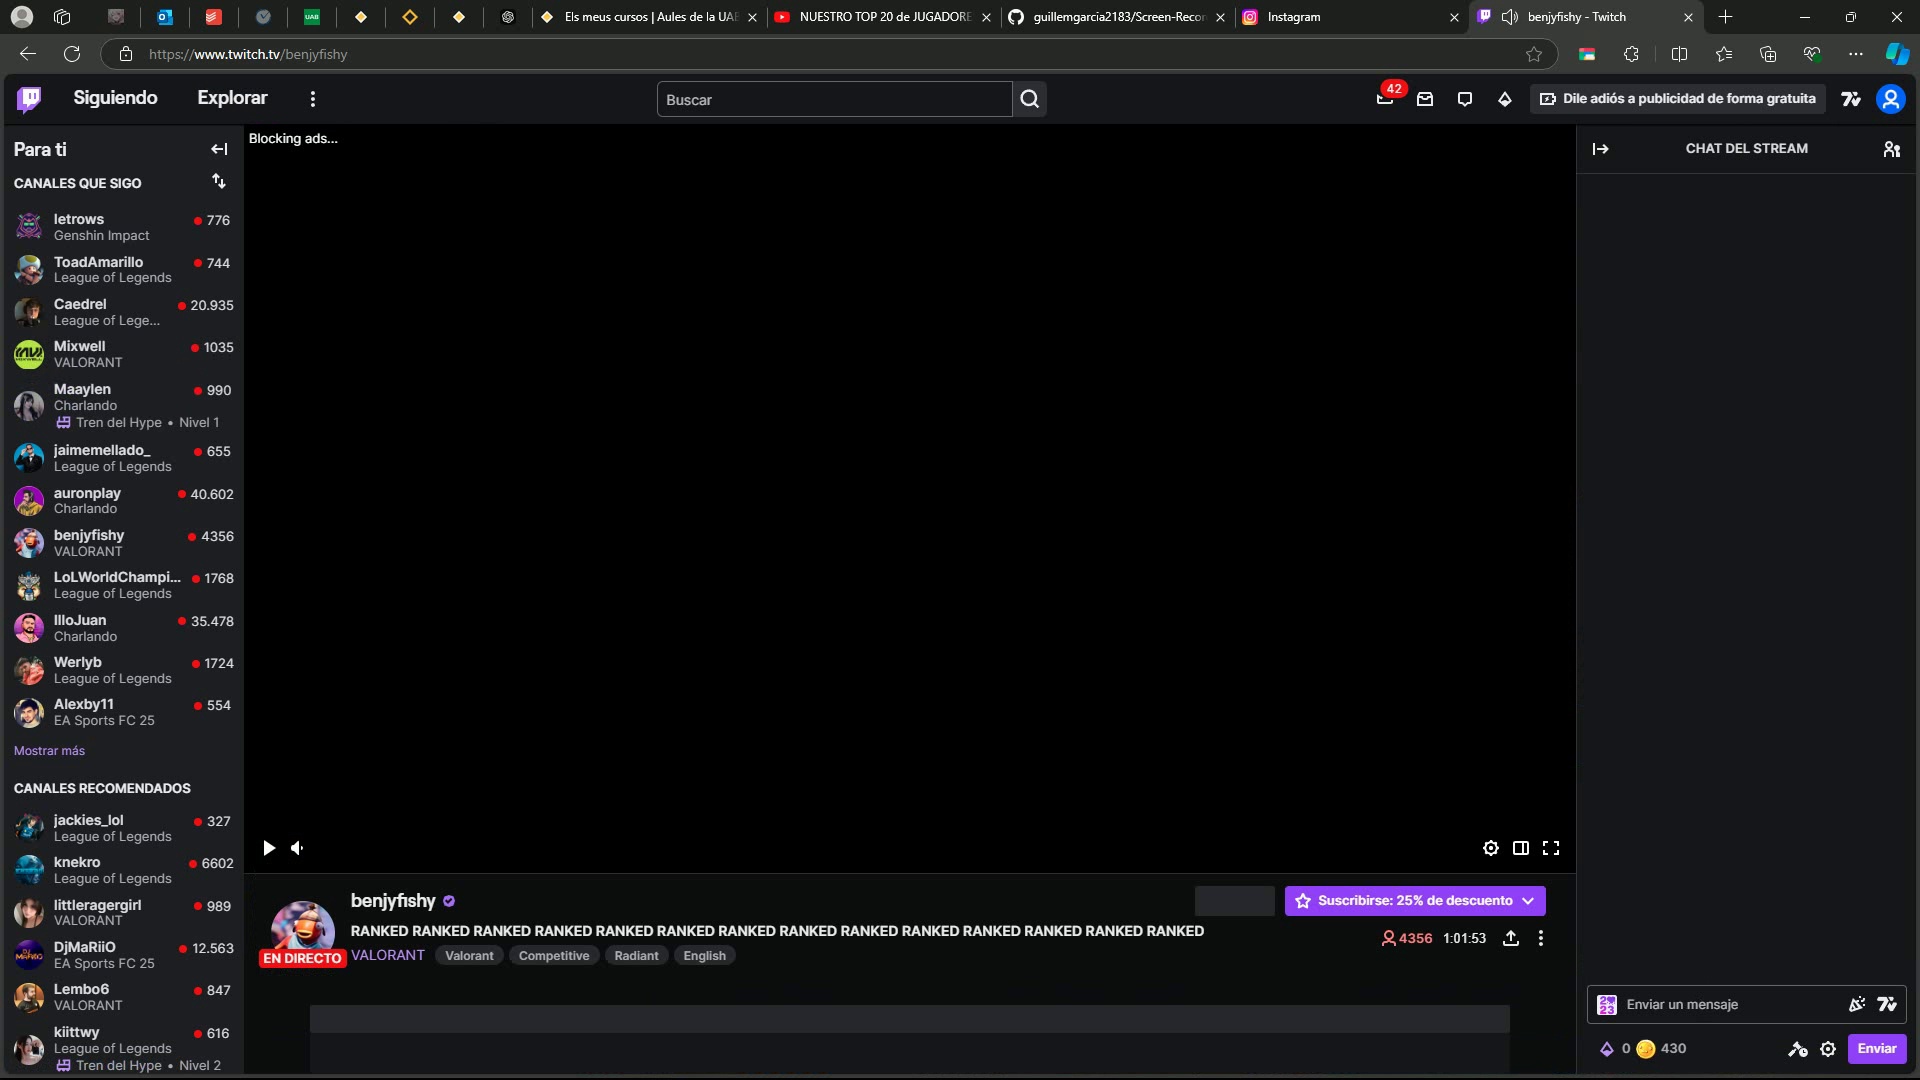 Els meus cursos | Aules de la UAB
NUESTRO TOP 20 de JUGADORE
guillemgarcia2183/Screen-Recor
Instagram
benjyfishy - Twitch
https://www.twitch.tv/benjyfishy
Siguiendo
Explorar
Buscar
42
Dile adiós a publicidad de forma gratuita
Para ti
CANALES QUE SIGO
letrows 776
Genshin Impact
ToadAmarillo 744
League of Legends
Caedrel 20.935
League of Lege...
Mixwell 1035
VALORANT
Maaylen 990
Charlando
Tren del Hype • Nivel 1
jaimemellado_ 655
League of Legends
auronplay 40.602
Charlando
benjyfishy 4356
VALORANT
LoLWorldChampi... 1768
League of Legends
IlloJuan 35.478
Charlando
Werlyb 1724
League of Legends
Alexby11 554
EA Sports FC 25
Mostrar más
CANALES RECOMENDADOS
jackies_lol 327
League of Legends
knekro 6602
League of Legends
littleragergirl 989
VALORANT
DjMaRiiO 12.563
EA Sports FC 25
Lembo6 847
VALORANT
kiittwy 616
League of Legends
Tren del Hype • Nivel 2
Blocking ads...
benjyfishy
Suscribirse: 25% de descuento
RANKED RANKED RANKED RANKED RANKED RANKED RANKED RANKED RANKED RANKED RANKED RANKED RANKED RANKED
4356 1:01:53
EN DIRECTO
VALORANT Valorant Competitive Radiant English
CHAT DEL STREAM
Enviar un mensaje
0 430
Enviar